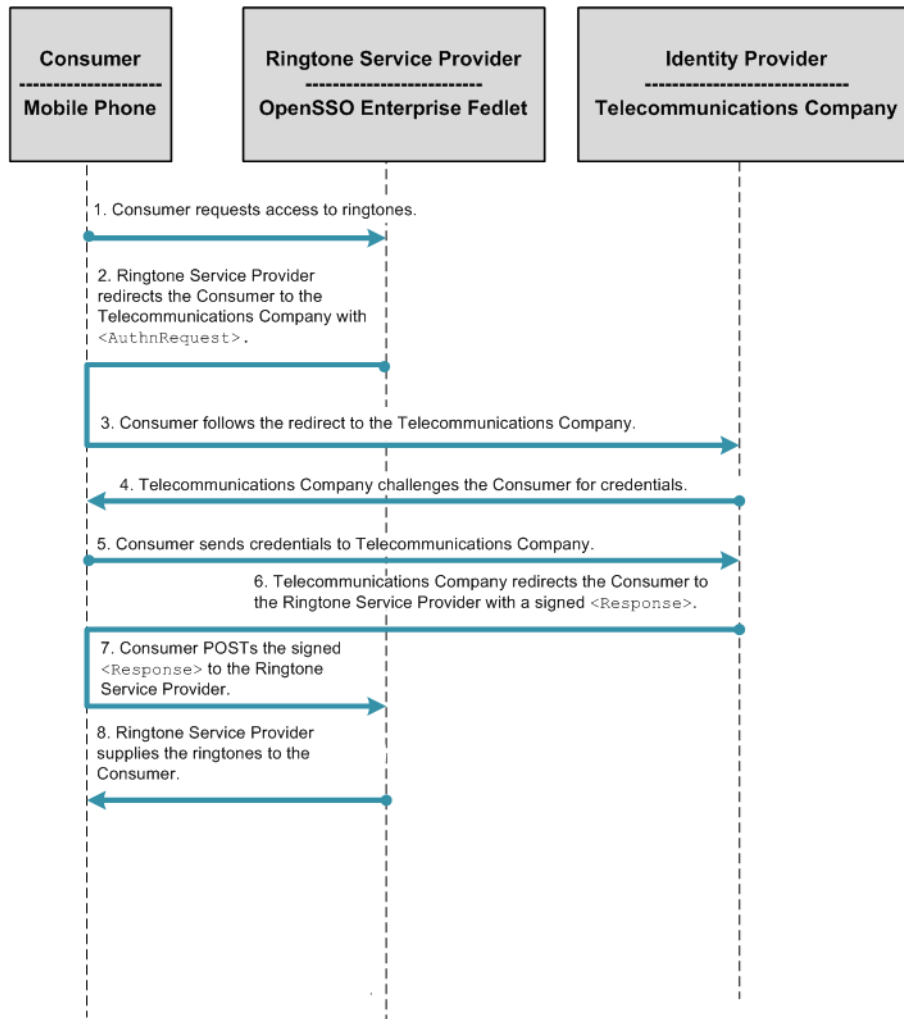 Consumer
Mobile Phone
Ringtone Service Provider
OpenSSO Enterprise Fedlet
Identity Provider
Telecommunications Company
1. Consumer requests access to ringtones.
2. Ringtone Service Provider
redirects the Consumer to the
Telecommunications Company with
<AuthnRequest>.
3. Consumer follows the redirect to the Telecommunications Company.
4. Telecommunications Company challenges the Consumer for credentials.
5. Consumer sends credentials to Telecommunications Company.
6. Telecommunications Company redirects the Consumer to
the Ringtone Service Provider with a signed <Response>.
7. Consumer POSTs the signed
<Response> to the Ringtone
Service Provider.
8. Ringtone Service Provider
supplies the ringtones to the
Consumer.